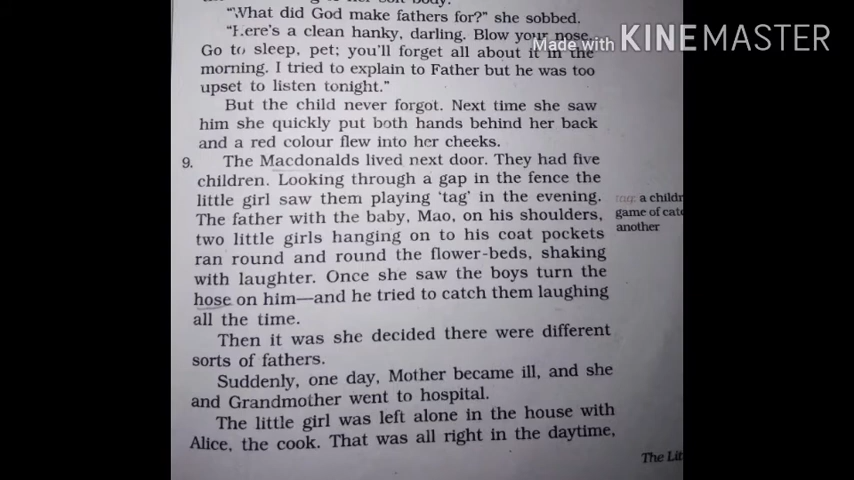 "What did God make fathers for?" she sobbed.
"Here's a clean hanky, darling. Blow your nose.
Go to sleep, pet; you'll forget all about it in the
morning. I tried to explain to Father but he was too
upset to listen tonight."
But the child never forgot. Next time she saw
him she quickly put both hands behind her back
and a red colour flew into her cheeks.
9. The Macdonalds lived next door. They had five
children. Looking through a gap in the fence the
little girl saw them playing 'tag' in the evening.
The father with the baby, Mao, on his shoulders,
two little girls hanging on to his coat pockets
ran round and round the flower-beds, shaking
with laughter. Once she saw the boys turn the
hose on him—and he tried to catch them laughing
all the time.
Then it was she decided there were different
sorts of fathers.
Suddenly, one day, Mother became ill, and she
and Grandmother went to hospital.
The little girl was left alone in the house with
Alice, the cook. That was all right in the daytime,
tag: a childr
game of catc
another
The Lit
Made with KINEMASTER